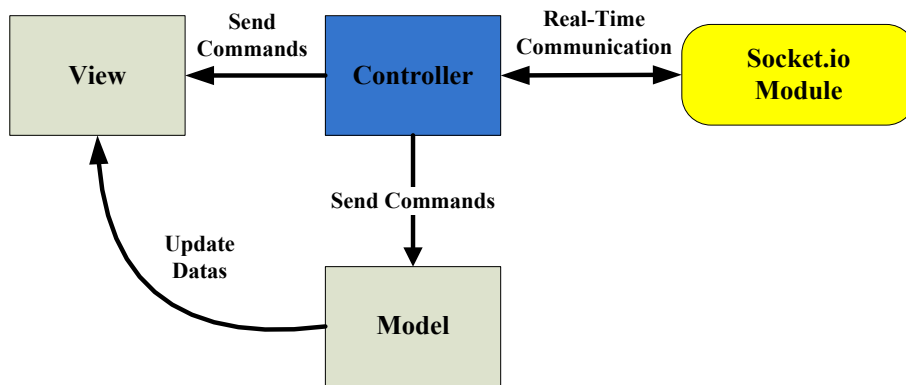 Send
Commands
Real-Time
Communication
View
Controller
Socket.io
Module
Send Commands
Update
Datas
Model